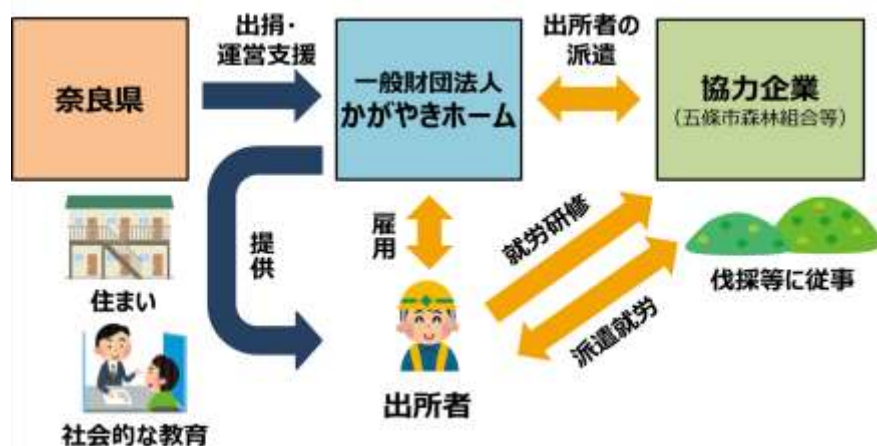 奈良県
出捐・
運営支援
一般財団法人
かがやきホーム
出所者の
派遣
協力企業
(五條市森林組合等)
住まい
提供
雇用
就労研修
派遣就労
伐採等に従事
社会的な教育
出所者